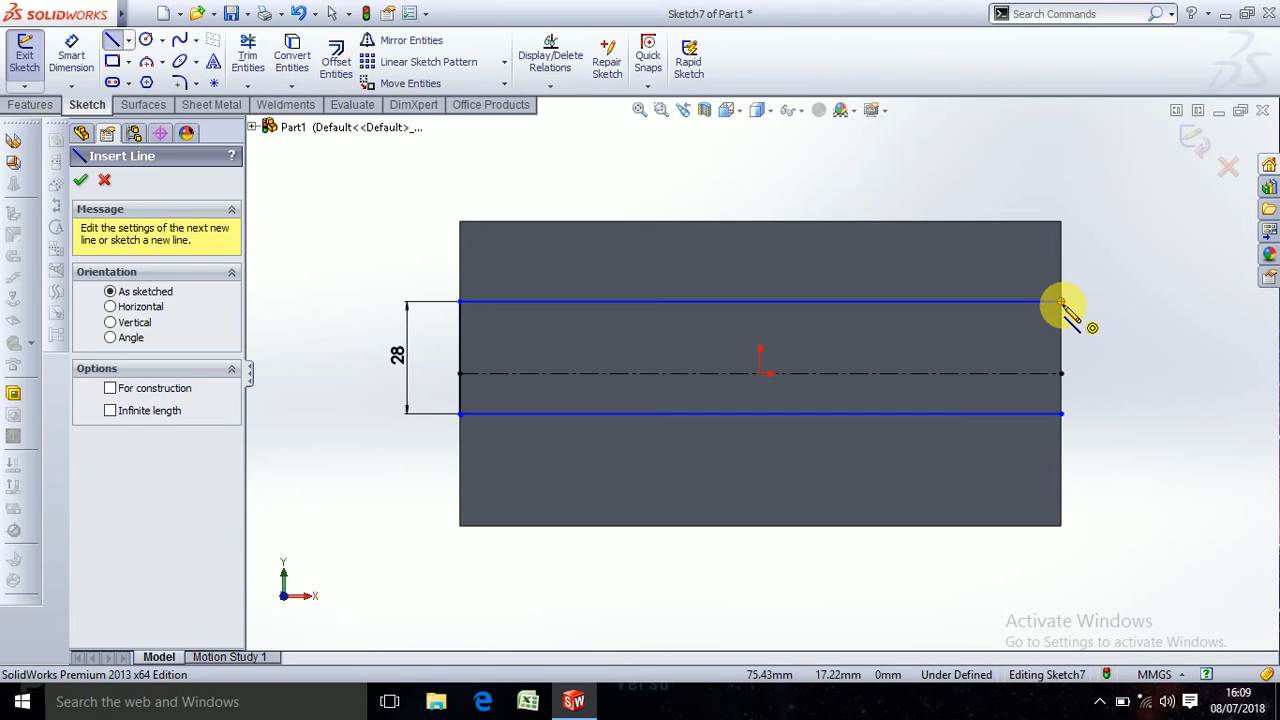 SOLIDWORKS
Sketch7 of Part1 *
Search Commands
Exit Sketch
Smart Dimension
Trim Entities
Convert Entities
Offset Entities
Mirror Entities
Linear Sketch Pattern
Move Entities
Display/Delete Relations
Repair Sketch
Quick Snaps
Rapid Sketch
Features
Sketch
Surfaces
Sheet Metal
Weldments
Evaluate
DimXpert
Office Products
Part1 (Default<<Default>_...
Insert Line
?
Message
Edit the settings of the next new
line or sketch a new line.
Orientation
As sketched
Horizontal
Vertical
Angle
Options
For construction
Infinite length
28
Y
X
Activate Windows
Go to Settings to activate Windows.
Model
Motion Study 1
SolidWorks Premium 2013 x64 Edition
75.43mm
17.22mm
0mm
Under Defined
Editing Sketch7
MMGS
?
Search the web and Windows
16:09
08/07/2018